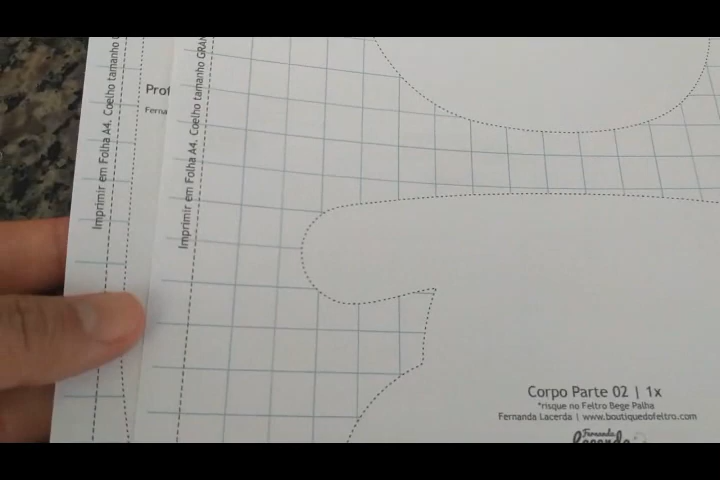 Imprimir em Folha A4. Coelho tamanho
Prof
Ferna
Imprimir em Folha A4. Coelho tamanho GRAN
Corpo Parte 02 | 1x
*risque no Feltro Bege Palha
Fernanda Lacerda | www.boutiquedofeltro.com
Fernanda